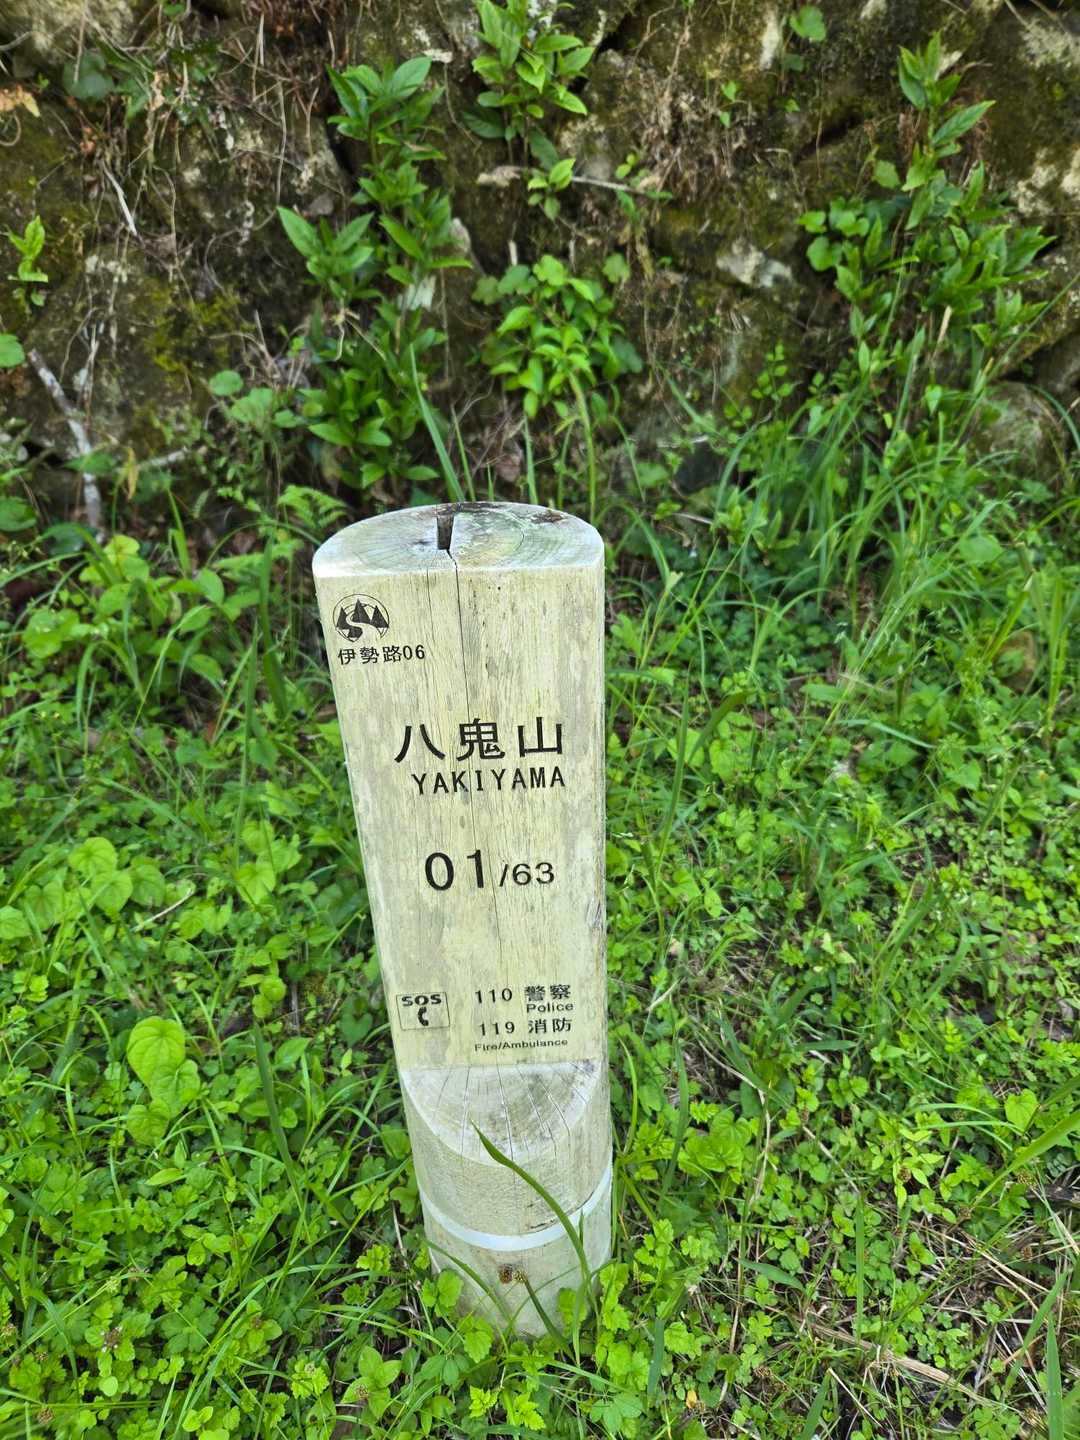 伊勢路06
八鬼山
YAKIYAMA
01/63
SOS
110 警察
Police
119 消防
Fire/Ambulance